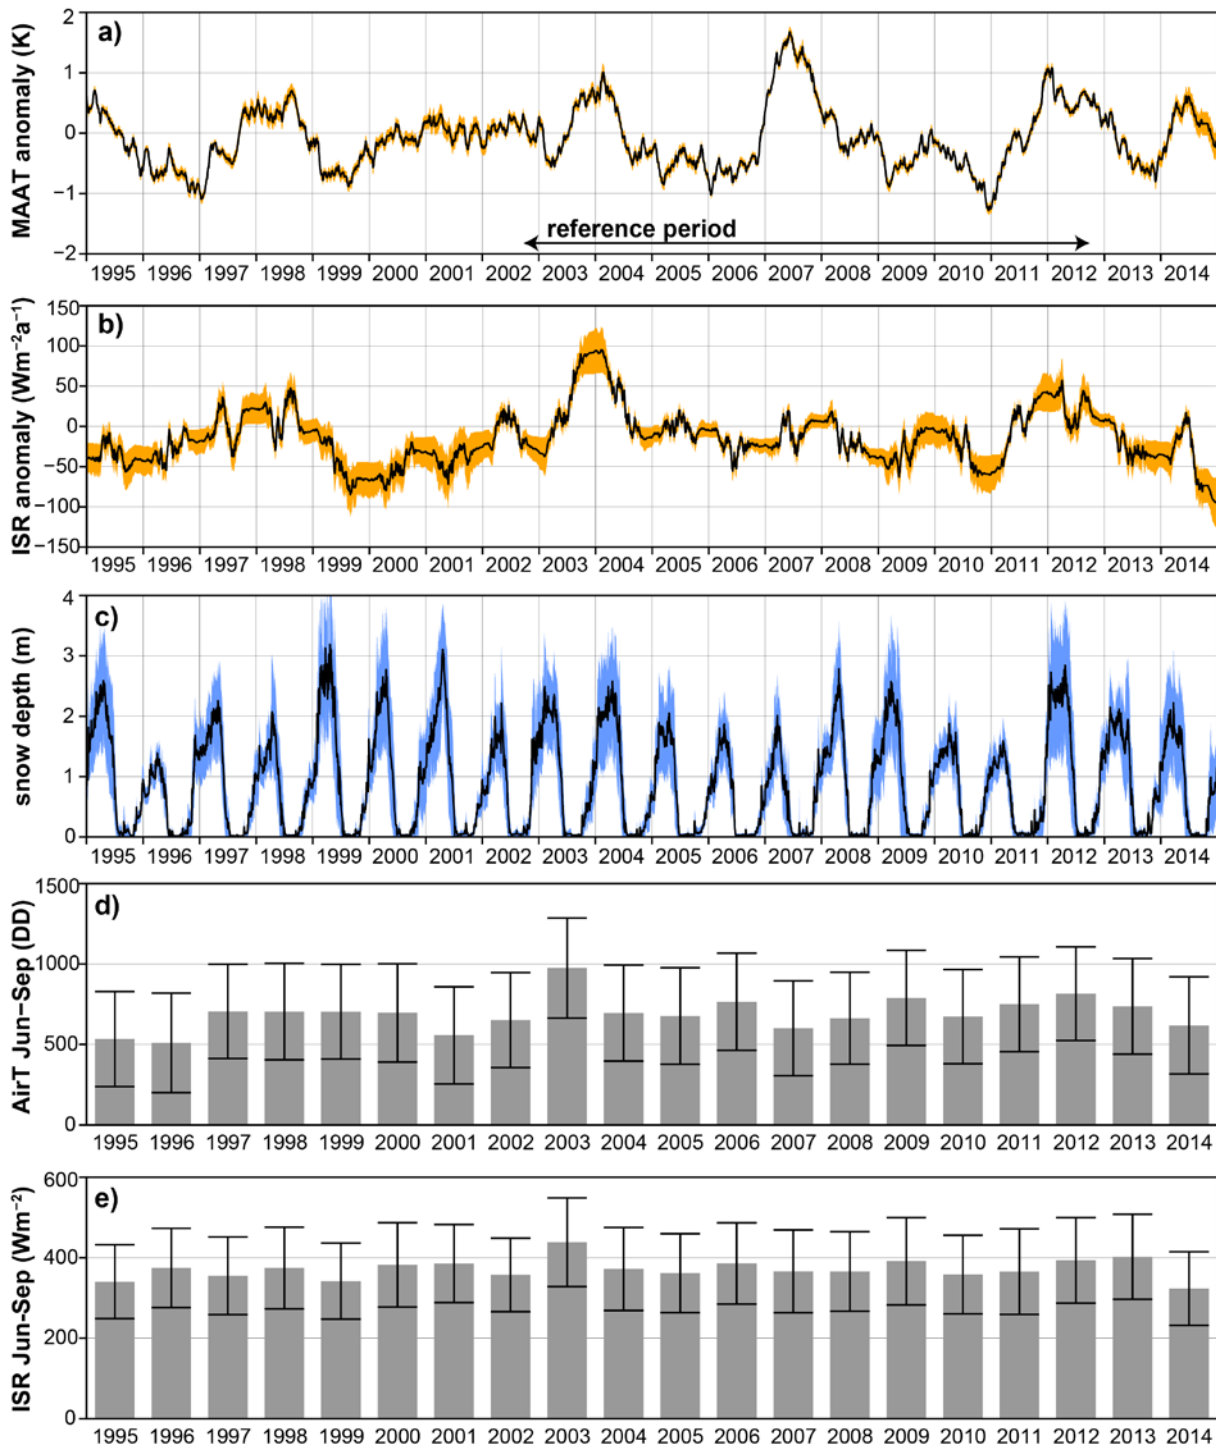 a)
MAAT anomaly (K)
2
1
0
−1
−2
reference period
1995 1996 1997 1998 1999 2000 2001 2002 2003 2004 2005 2006 2007 2008 2009 2010 2011 2012 2013 2014
b)
ISR anomaly (Wm⁻²a⁻¹)
150
100
50
0
−50
−100
−150
1995 1996 1997 1998 1999 2000 2001 2002 2003 2004 2005 2006 2007 2008 2009 2010 2011 2012 2013 2014
c)
snow depth (m)
4
3
2
1
0
1995 1996 1997 1998 1999 2000 2001 2002 2003 2004 2005 2006 2007 2008 2009 2010 2011 2012 2013 2014
d)
AirT Jun−Sep (DD)
1500
1000
500
0
1995 1996 1997 1998 1999 2000 2001 2002 2003 2004 2005 2006 2007 2008 2009 2010 2011 2012 2013 2014
e)
ISR Jun-Sep (Wm⁻²)
600
400
200
0
1995 1996 1997 1998 1999 2000 2001 2002 2003 2004 2005 2006 2007 2008 2009 2010 2011 2012 2013 2014